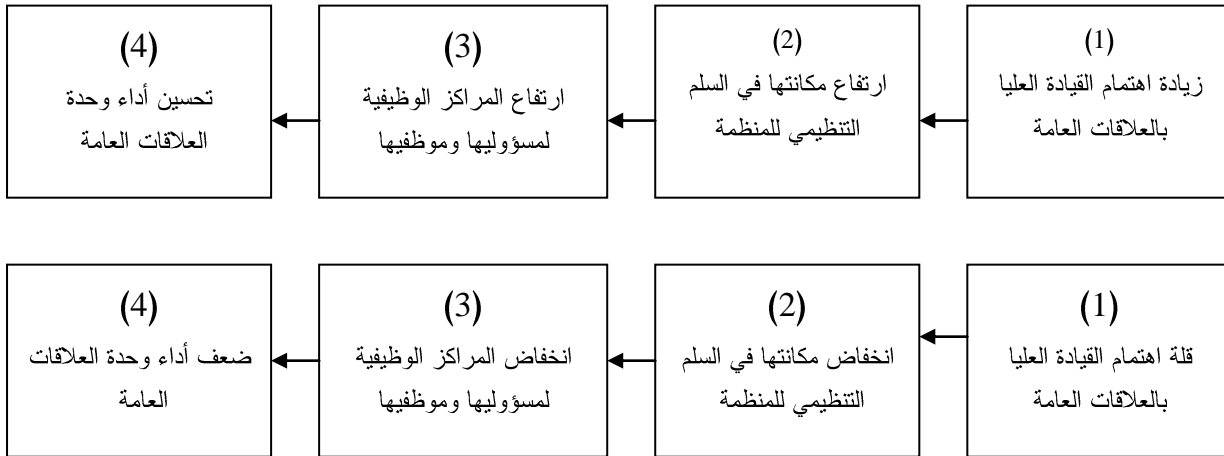 (1)
زيادة اهتمام القيادة العليا
بالعلاقات العامة
(2)
ارتفاع مكانتها في السلم
التنظيمي للمنظمة
(3)
ارتفاع المراكز الوظيفية
لمسؤوليها وموظفيها
(4)
تحسين أداء وحدة
العلاقات العامة
(1)
قلة اهتمام القيادة العليا
بالعلاقات العامة
(2)
انخفاض مكانتها في السلم
التنظيمي للمنظمة
(3)
انخفاض المراكز الوظيفية
لمسؤوليها وموظفيها
(4)
ضعف أداء وحدة العلاقات
العامة